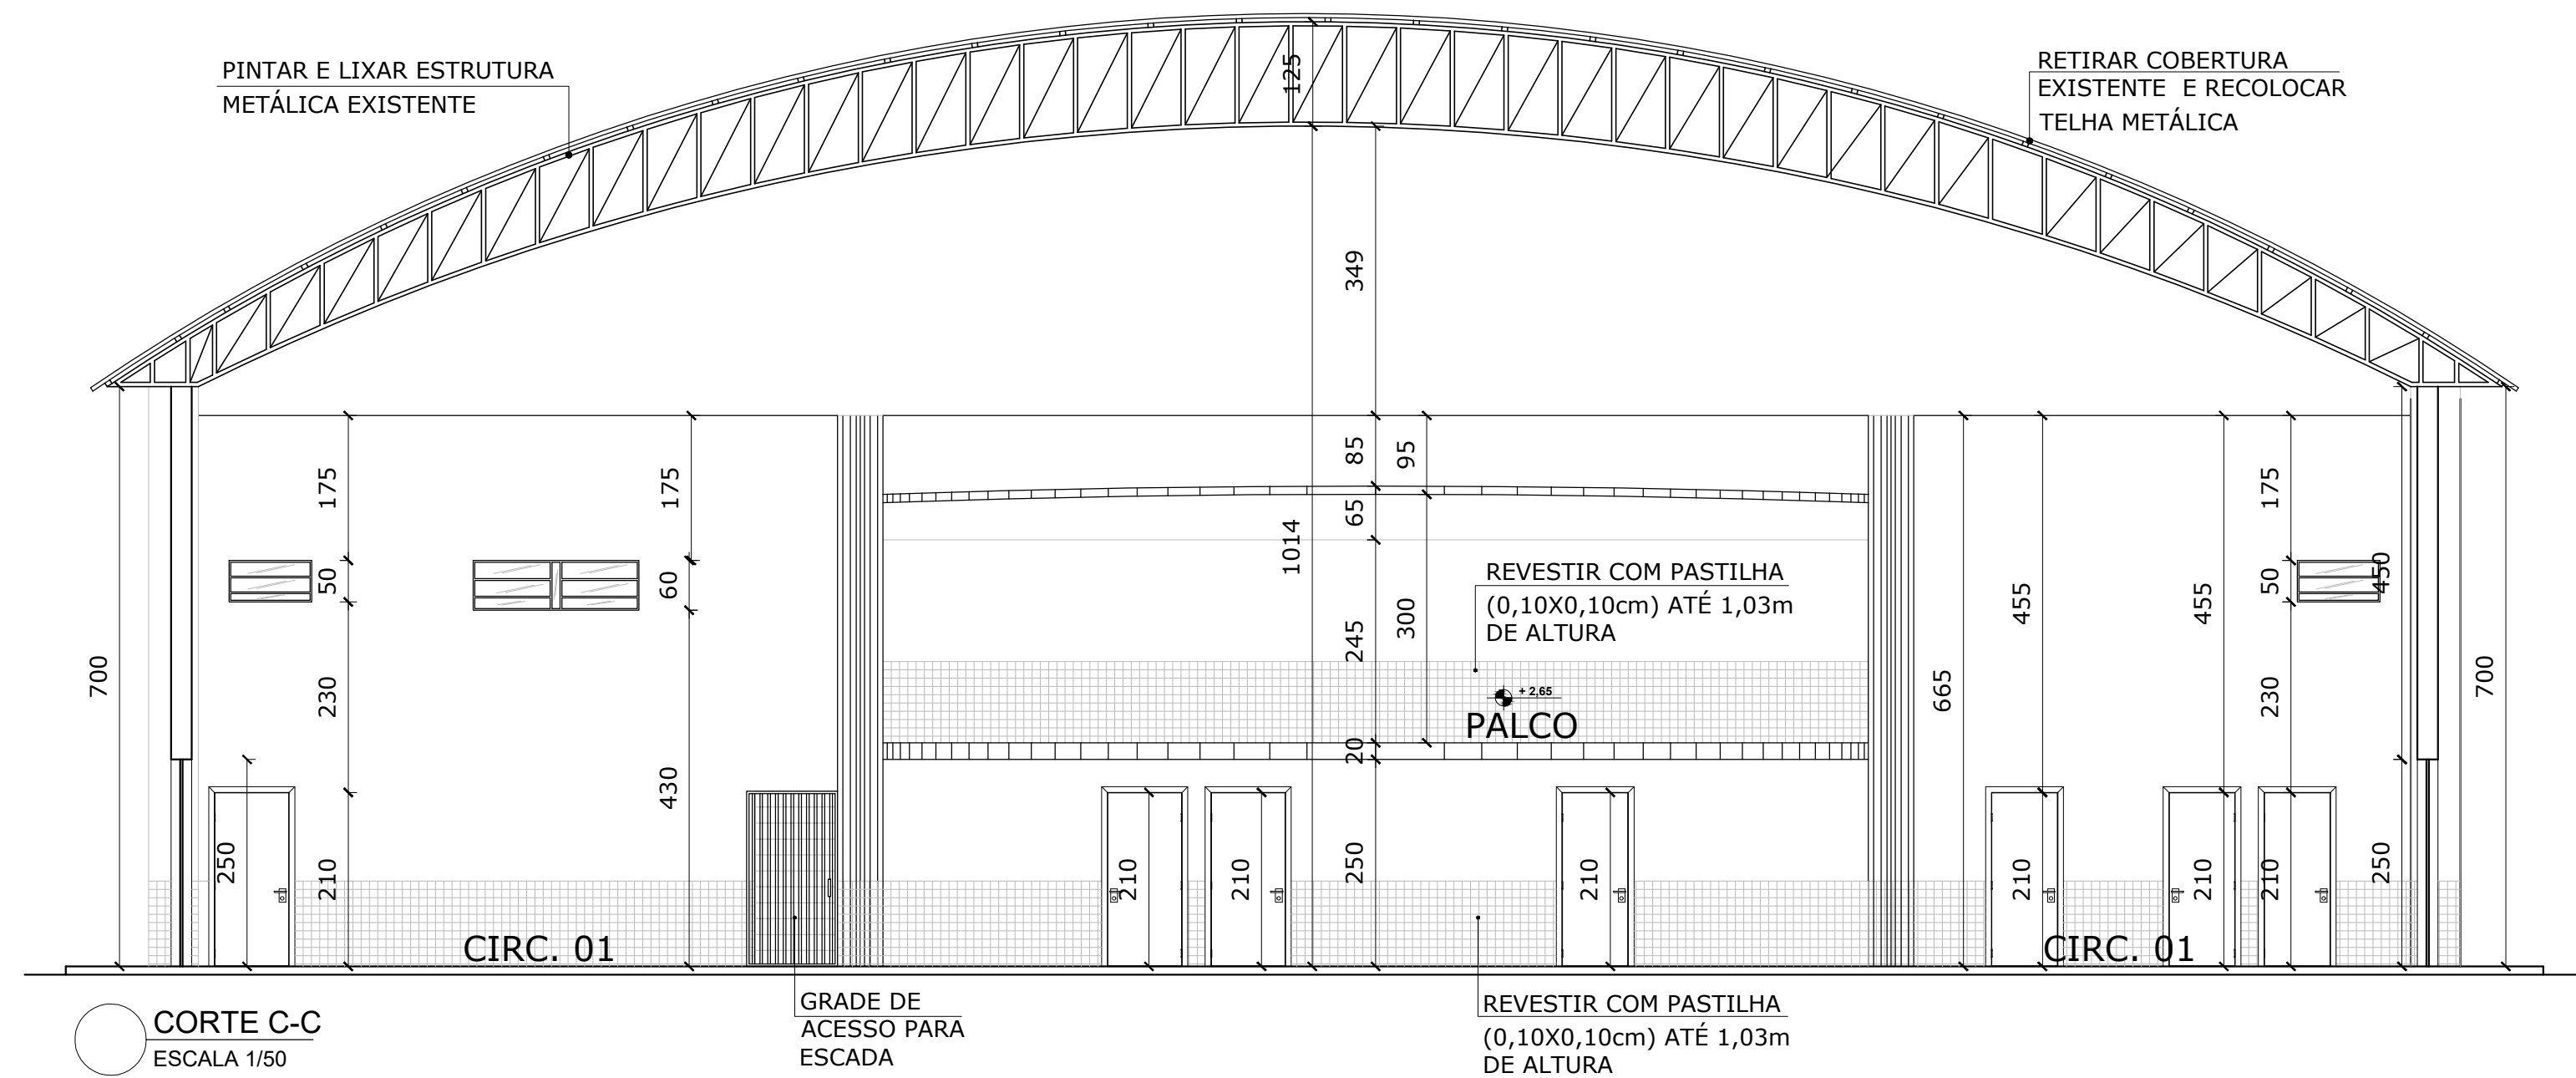 PINTAR E LIXAR ESTRUTURA
METÁLICA EXISTENTE
RETIRAR COBERTURA
EXISTENTE E RECOLOCAR
TELHA METÁLICA
125
349
175
175
85
95
175
65
1014
50
60
REVESTIR COM PASTILHA
(0,10X0,10cm) ATÉ 1,03m
DE ALTURA
300
245
455
455
50
450
700
230
430
+ 2,65
PALCO
20
665
230
700
250
210
210
210
250
210
210
210
210
250
CIRC. 01
CIRC. 01
GRADE DE
ACESSO PARA
ESCADA
REVESTIR COM PASTILHA
(0,10X0,10cm) ATÉ 1,03m
DE ALTURA
CORTE C-C
ESCALA 1/50